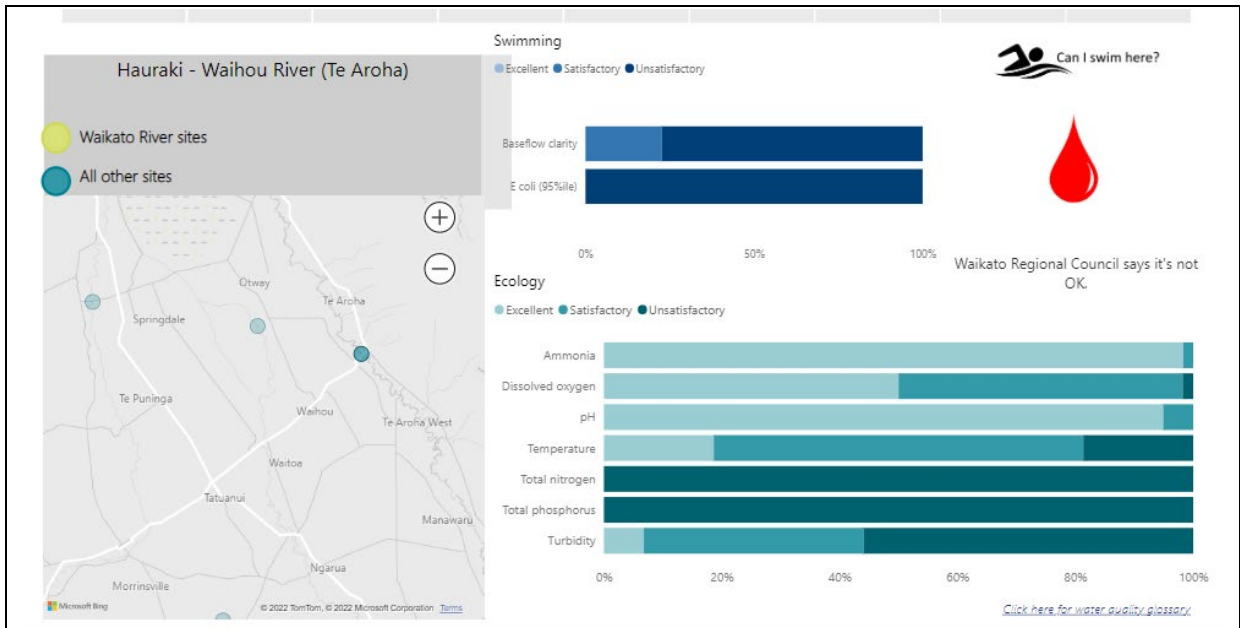 Hauraki - Waihou River (Te Aroha)
Waikato River sites
All other sites
Otway
Te Aroha
Springdale
Te Puninga
Waihou
Te Aroha West
Waitoa
Tatuanui
Manawaru
Ngarua
Morrinsville
Microsoft Bing
© 2022 TomTom, © 2022 Microsoft Corporation Terms
Swimming
Excellent Satisfactory Unsatisfactory
Baseflow clarity
E coli (95%ile)
0% 50% 100%
Can I swim here?
Waikato Regional Council says it's not
OK.
Ecology
Excellent Satisfactory Unsatisfactory
Ammonia
Dissolved oxygen
pH
Temperature
Total nitrogen
Total phosphorus
Turbidity
0% 20% 40% 60% 80% 100%
Click here for water quality glossary